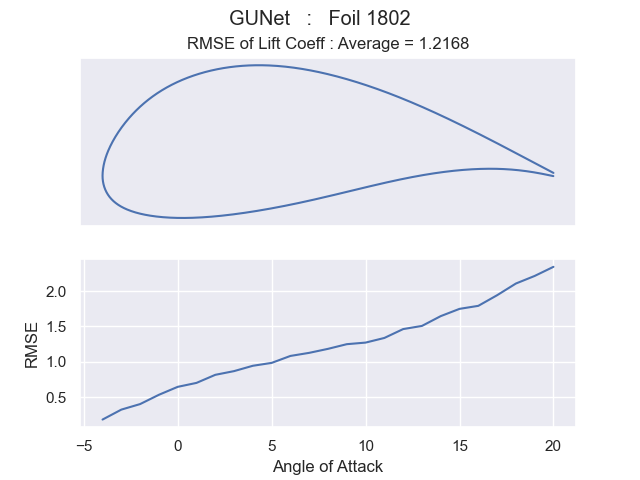 GUNet : Foil 1802
RMSE of Lift Coeff : Average = 1.2168
2.0
1.5
1.0
0.5
RMSE
−5 0 5 10 15 20
Angle of Attack